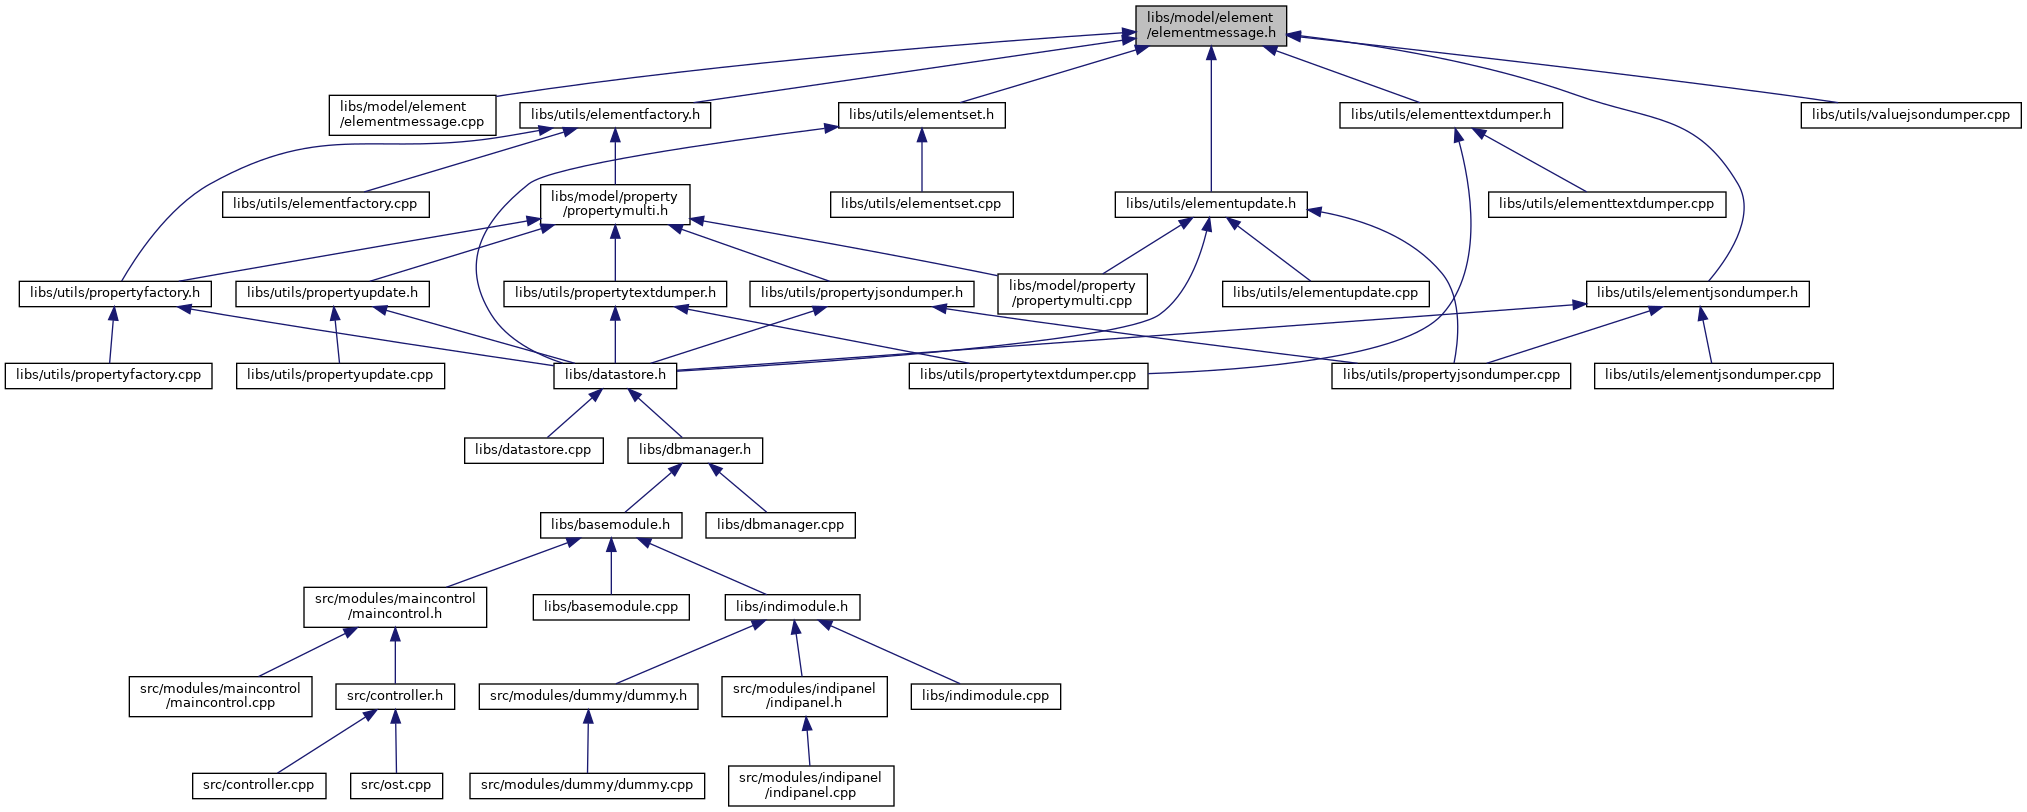 libs/model/element
/elementmessage.h
libs/model/element
/elementmessage.cpp
libs/utils/elementfactory.h
libs/utils/elementset.h
libs/utils/elementtextdumper.h
libs/utils/valuejsondumper.cpp
libs/utils/elementfactory.cpp
libs/model/property
/propertymulti.h
libs/utils/elementset.cpp
libs/utils/elementupdate.h
libs/utils/elementtextdumper.cpp
libs/utils/propertyfactory.h
libs/utils/propertyupdate.h
libs/utils/propertytextdumper.h
libs/utils/propertyjsondumper.h
libs/model/property
/propertymulti.cpp
libs/utils/elementupdate.cpp
libs/utils/elementjsondumper.h
libs/utils/propertyfactory.cpp
libs/utils/propertyupdate.cpp
libs/datastore.h
libs/utils/propertytextdumper.cpp
libs/utils/propertyjsondumper.cpp
libs/utils/elementjsondumper.cpp
libs/datastore.cpp
libs/dbmanager.h
libs/basemodule.h
libs/dbmanager.cpp
src/modules/maincontrol
/maincontrol.h
libs/basemodule.cpp
libs/indimodule.h
src/modules/maincontrol
/maincontrol.cpp
src/controller.h
src/modules/dummy/dummy.h
src/modules/indipanel
/indipanel.h
libs/indimodule.cpp
src/controller.cpp
src/ost.cpp
src/modules/dummy/dummy.cpp
src/modules/indipanel
/indipanel.cpp